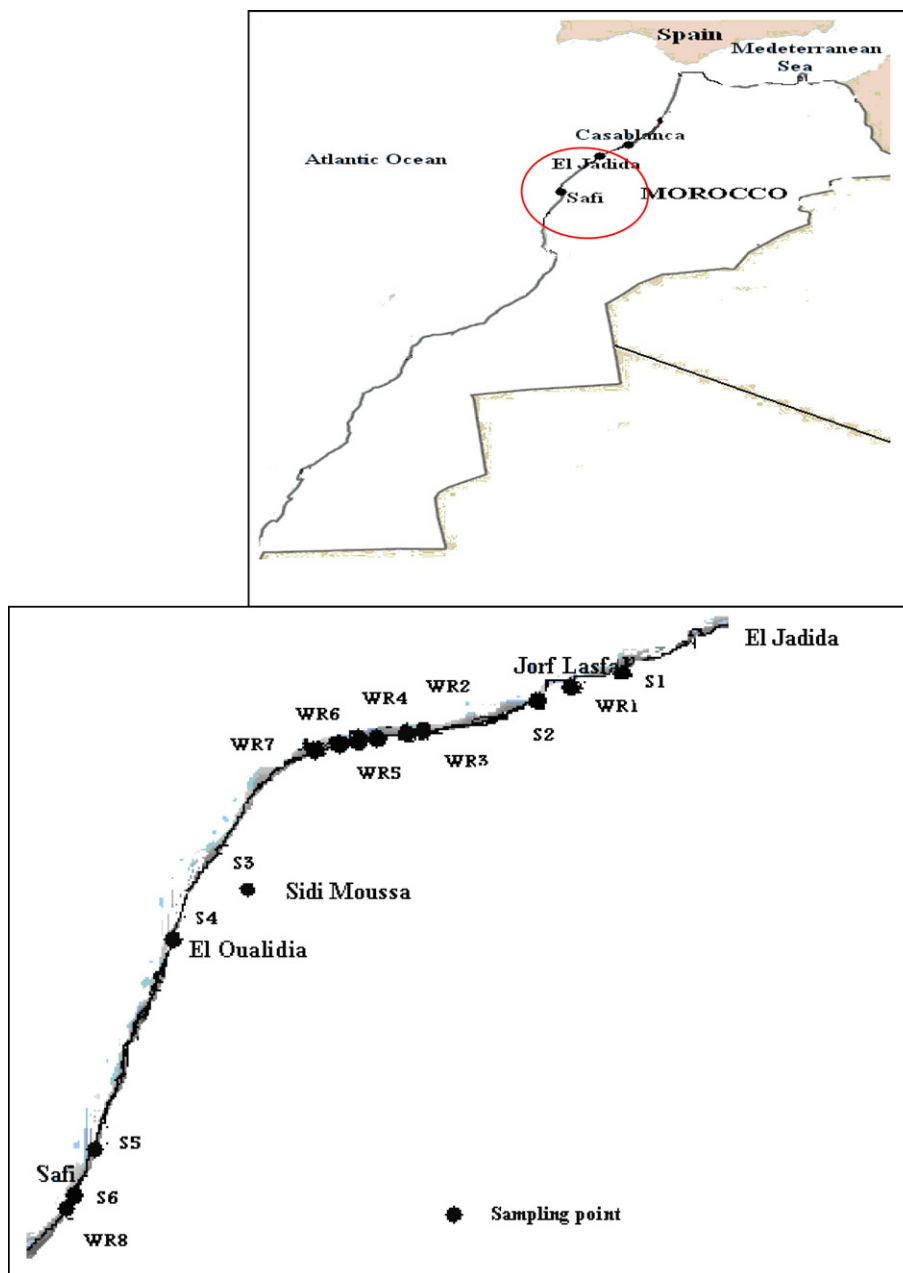 Spain
Medeterranean
Sea
Casablanca
Atlantic Ocean
El Jadida
Safi
MOROCCO
El Jadida
Jorf Lasfar
S1
WR4
WR2
WR1
WR6
S2
WR7
WR3
WR5
S3
Sidi Moussa
S4
El Oualidia
S5
Safi
S6
Sampling point
WR8